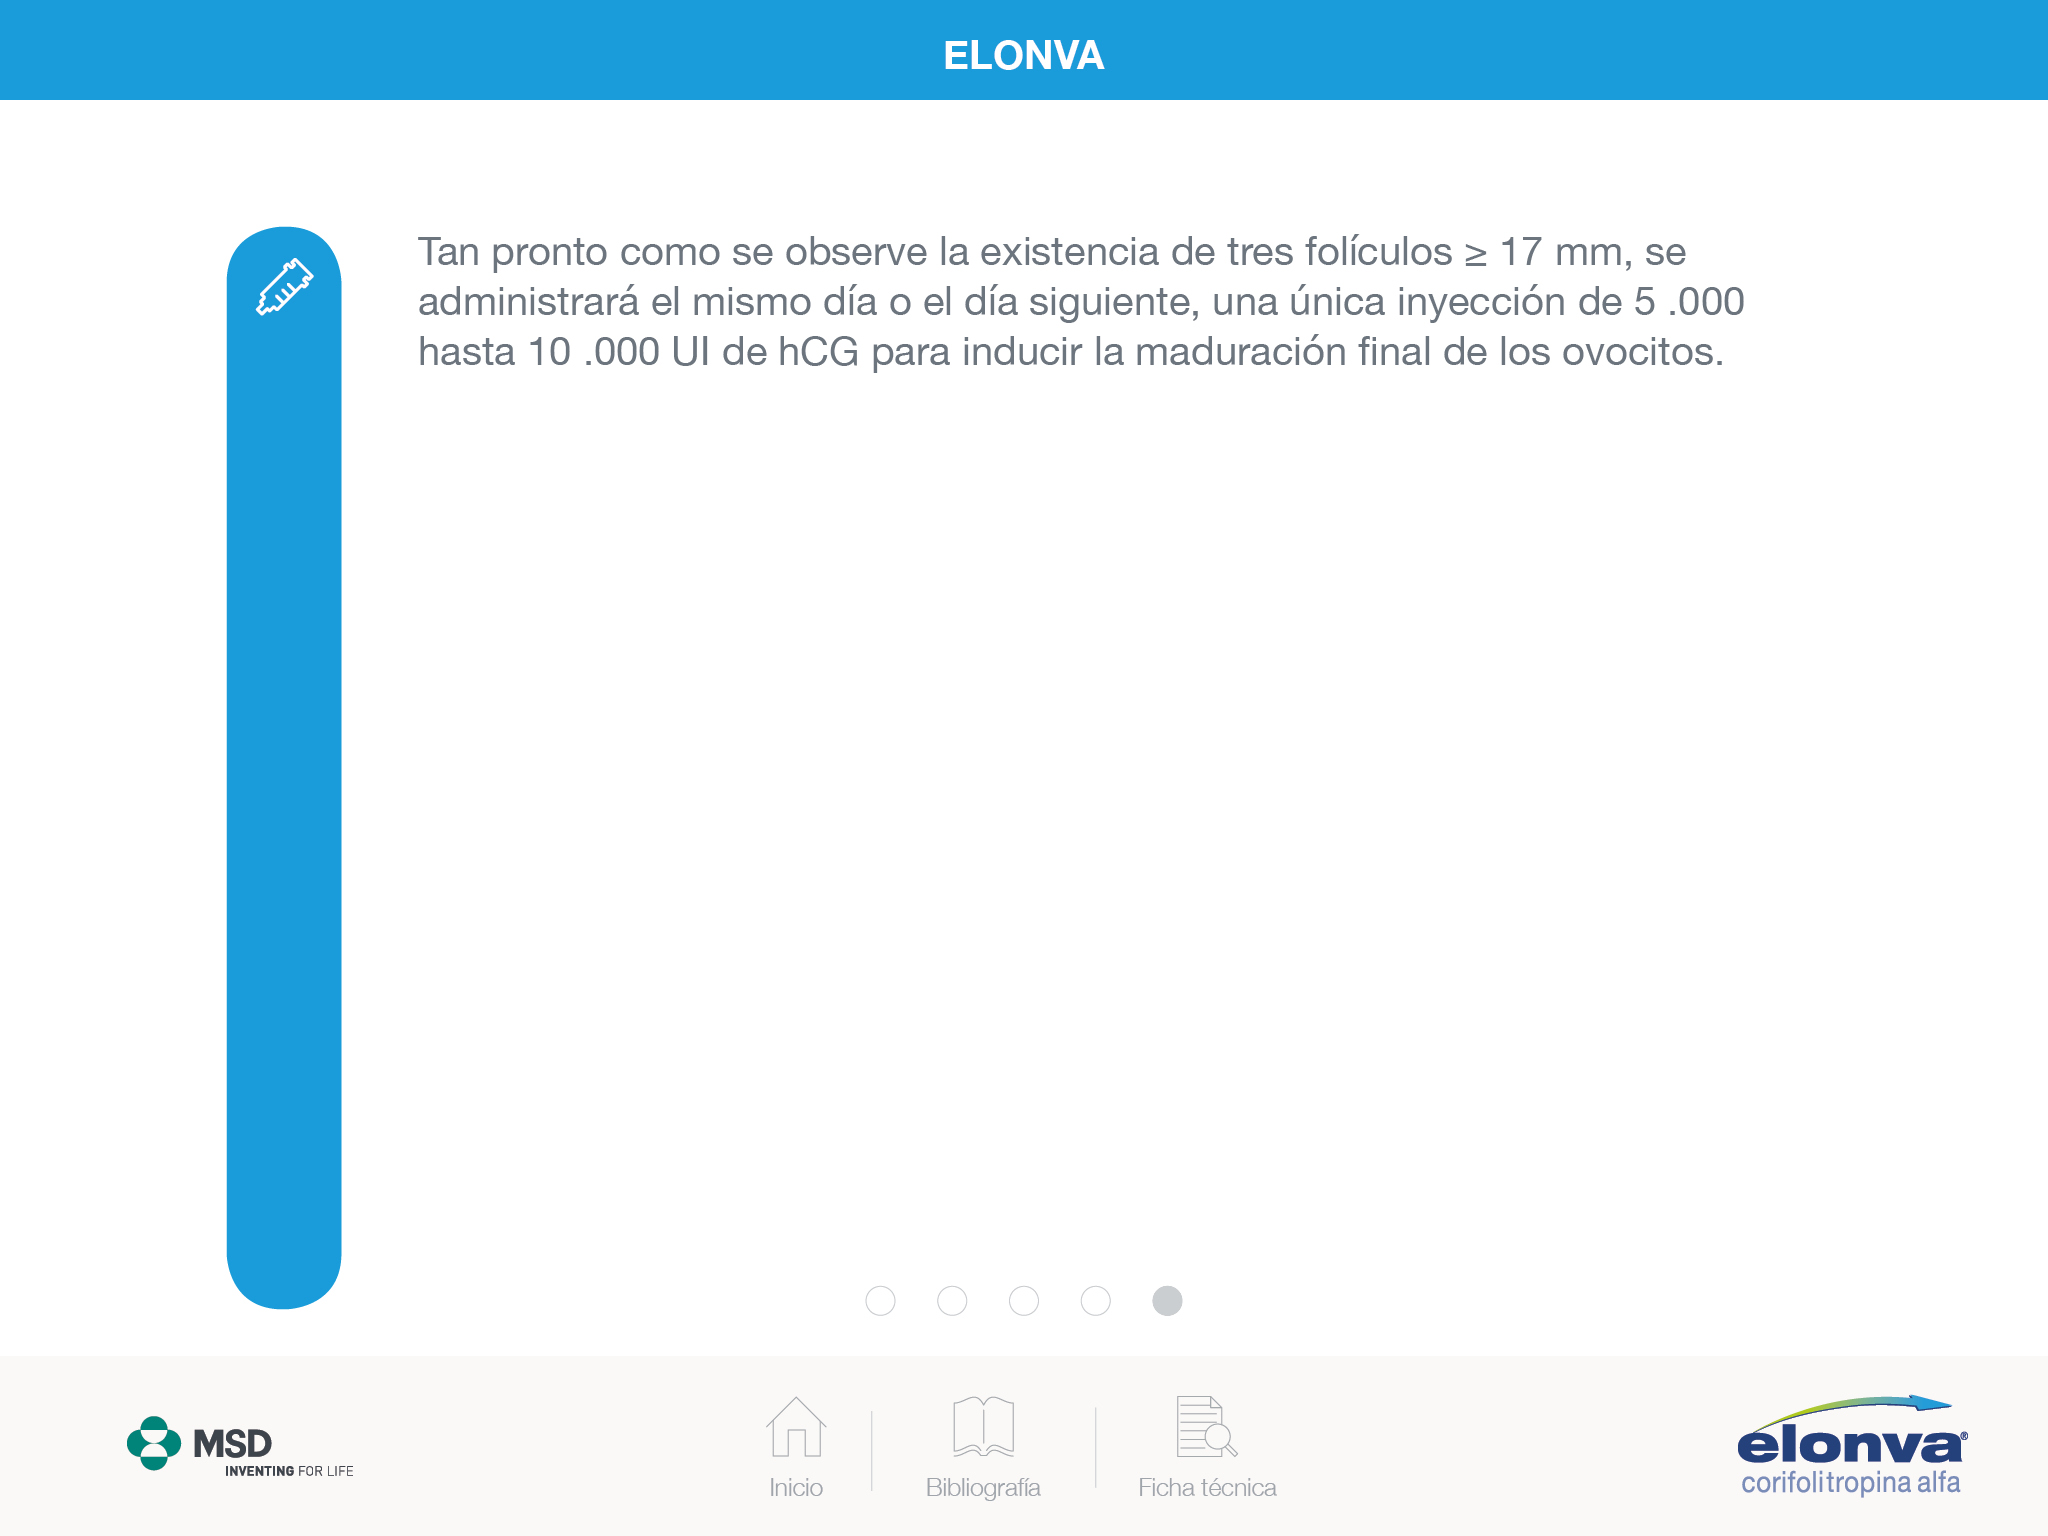 ELONVA
Tan pronto como se observe la existencia de tres folículos ≥ 17 mm, se
administrará el mismo día o el día siguiente, una única inyección de 5 .000
hasta 10 .000 UI de hCG para inducir la maduración final de los ovocitos.
MSD
INVENTING FOR LIFE
Inicio
Bibliografía
Ficha técnica
elonva®
corifolitropina alfa